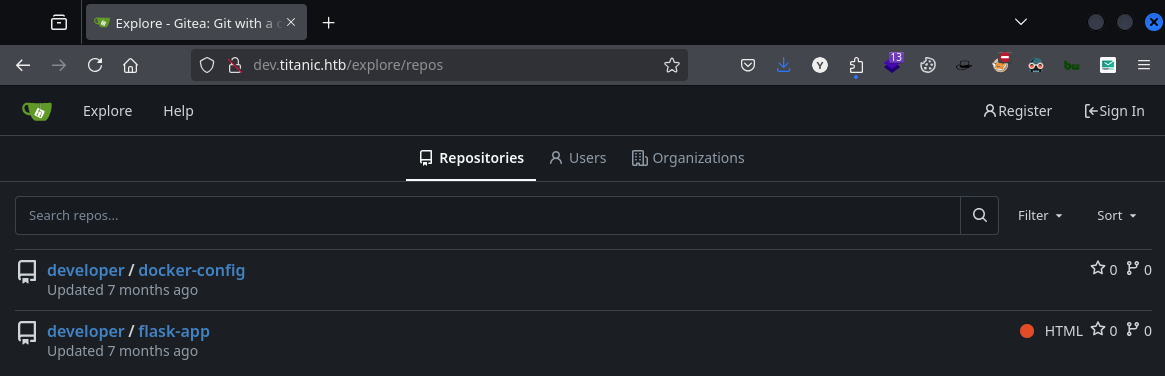 Explore - Gitea: Git with a c
dev.titanic.htb/explore/repos
13
Explore Help Register Sign In
Repositories Users Organizations
Search repos... Filter Sort
developer / docker-config 0 0
Updated 7 months ago
developer / flask-app HTML 0 0
Updated 7 months ago